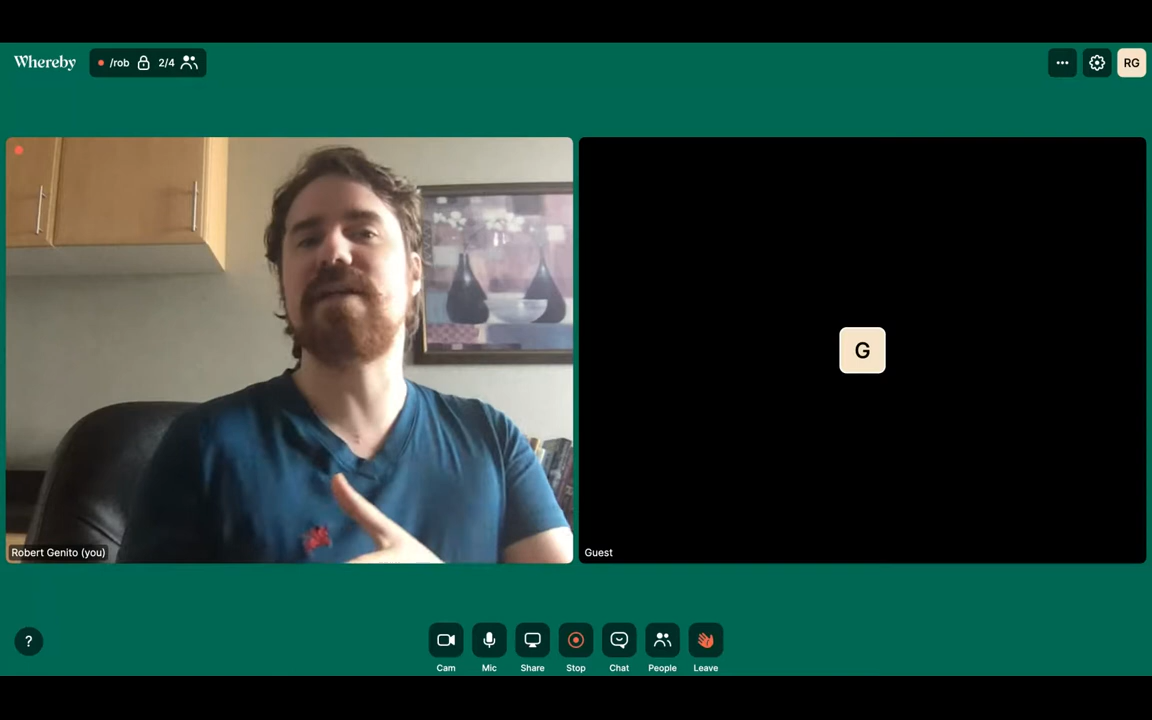 Whereby
/rob 2/4
RG
G
Robert Genito (you)
Guest
?
Cam Mic Share Stop Chat People Leave